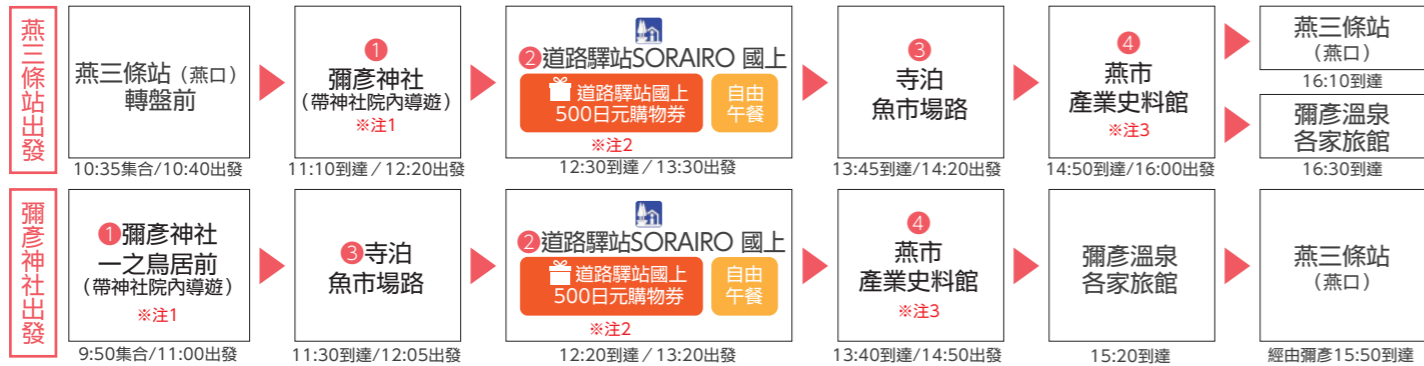 燕三條站出發
燕三條站（燕口）
轉盤前
10:35集合/10:40出發
❶
彌彥神社
（帶神社院內導遊）
※注1
11:10到達 / 12:20出發
❷道路驛站SORAIRO 國上
道路驛站國上
500日元購物券
自由
午餐
※注2
12:30到達 / 13:30出發
❸
寺泊
魚市場路
13:45到達/14:20出發
❹
燕市
產業史料館
※注3
14:50到達/16:00出發
燕三條站
（燕口）
16:10到達
彌彥溫泉
各家旅館
16:30到達
彌彥神社出發
❶彌彥神社
一之鳥居前
（帶神社院內導遊）
※注1
9:50集合/11:00出發
❸寺泊
魚市場路
11:30到達/12:05出發
❷道路驛站SORAIRO 國上
道路驛站國上
500日元購物券
自由
午餐
※注2
12:20到達 / 13:20出發
❹
燕市
產業史料館
※注3
13:40到達/14:50出發
彌彥溫泉
各家旅館
15:20到達
燕三條站
（燕口）
經由彌彥15:50到達